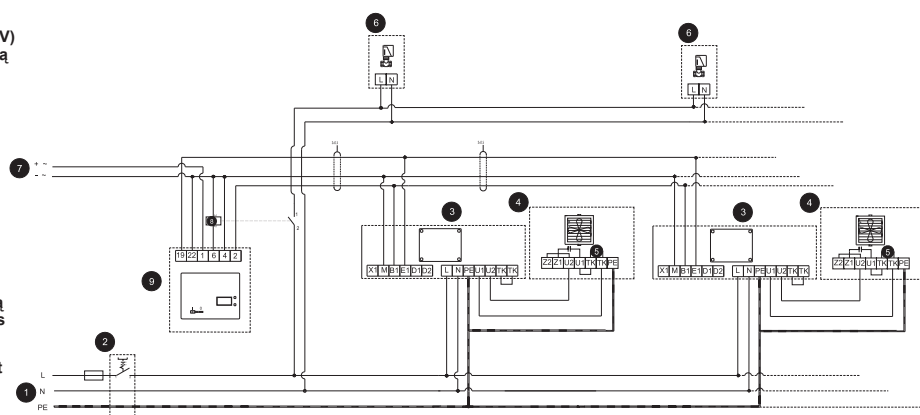 V)
ą
6
6
L N
L N
7
+ ~
- ~
1
2
8
3
4
3
4
19 22 1 6 4 2
5
5
X1 M B1 E1 D1 D2
L N PE U1 U2 TK TK
Z2 Z1 U2 U1 TK TK PE
X1 M B1 E1 D1 D2
L N PE U1 U2 TK TK
Z2 Z1 U2 U1 TK TK PE
9
ą
s
2
t
L
1 N
PE